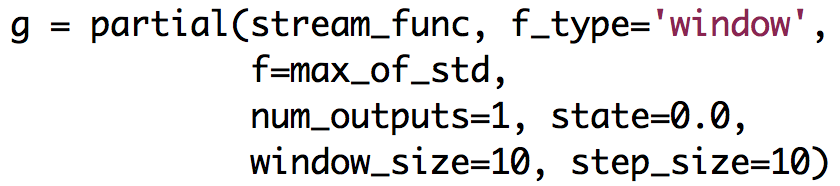 g = partial(stream_func, f_type='window',
            f=max_of_std,
            num_outputs=1, state=0.0,
            window_size=10, step_size=10)